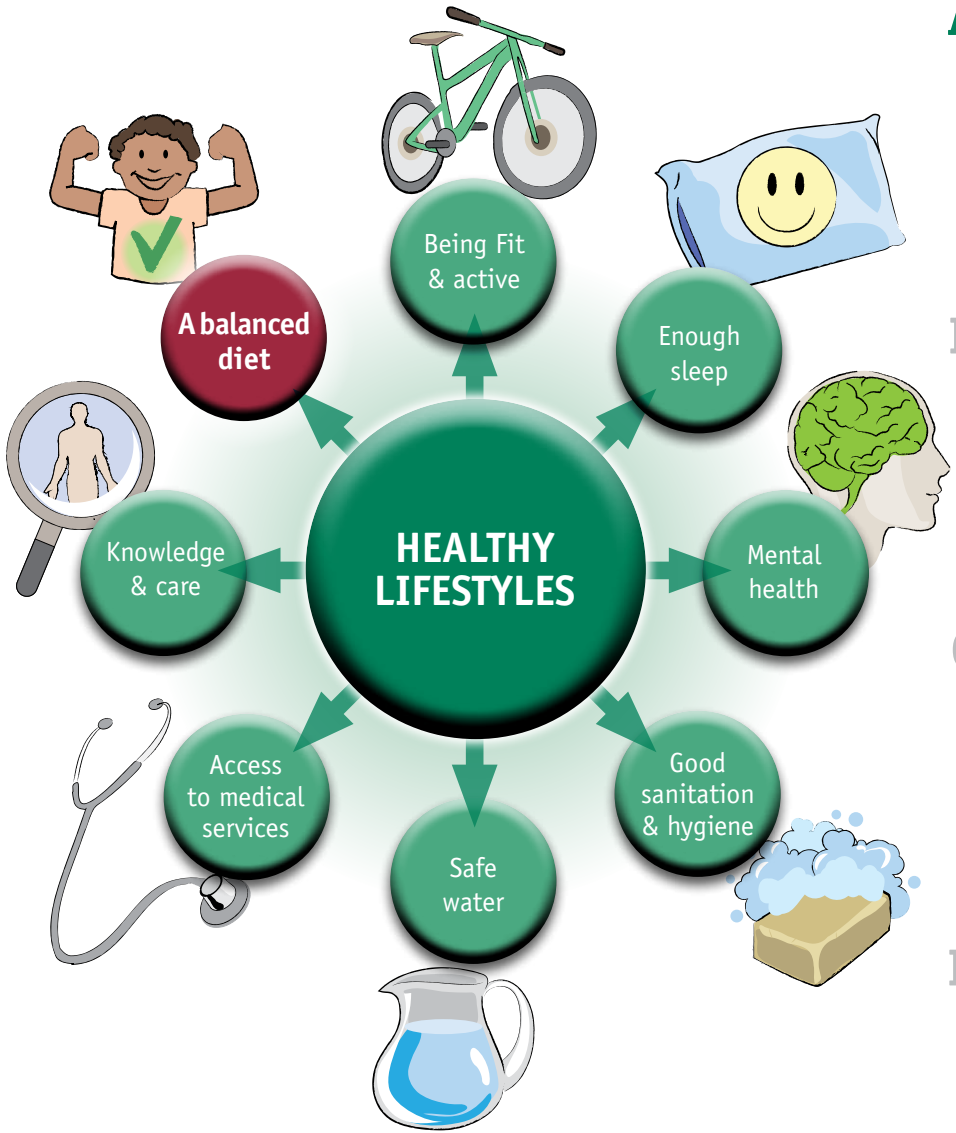 Being Fit
& active
Enough
sleep
Mental
health
Good
sanitation
& hygiene
Safe
water
Access
to medical
services
Knowledge
& care
A balanced
diet
HEALTHY
LIFESTYLES